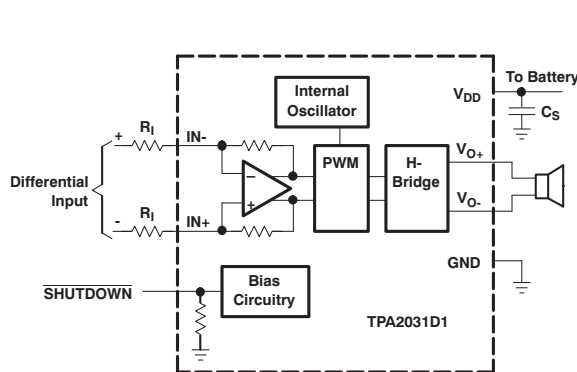 To Battery
Internal
Oscillator
V_DD
C_S
R_I
IN-
+
PWM
H-
Bridge
V_O+
−
Differential
Input
+
V_O-
-
R_I
IN+
GND
SHUTDOWN
Bias
Circuitry
TPA2031D1